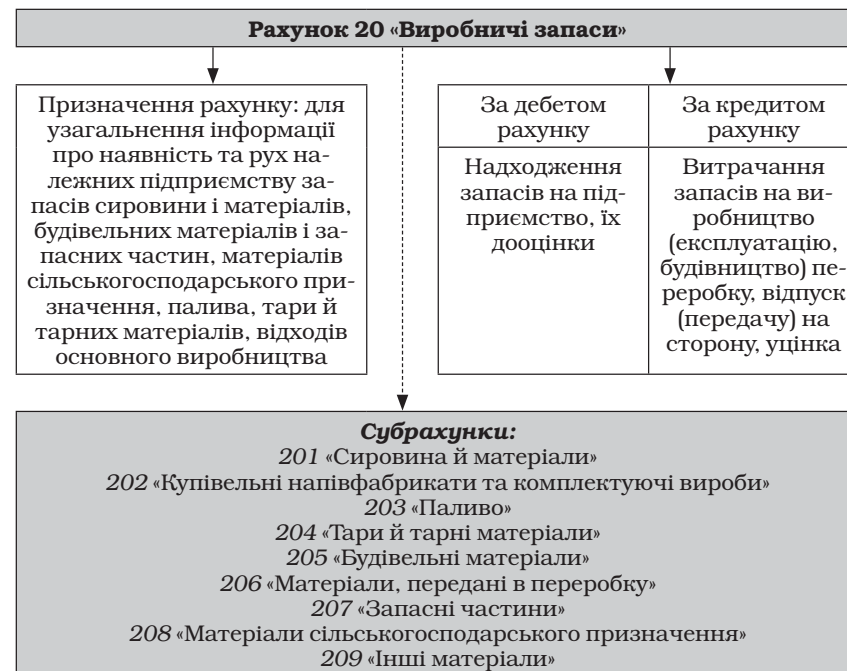 Рахунок 20 «Виробничі запаси»
Призначення рахунку: для
узагальнення інформації
про наявність та рух на-
лежних підприємству за-
пасів сировини і матеріалів,
будівельних матеріалів і за-
пасних частин, матеріалів
сільськогосподарського при-
значення, палива, тари й
тарних матеріалів, відходів
основного виробництва
За дебетом
рахунку
Надходження
запасів на під-
приємство, їх
дооцінки
За кредитом
рахунку
Витрачання
запасів на ви-
робництво
(експлуатацію,
будівництво) пе-
реробку, відпуск
(передачу) на
сторону, уцінка
Субрахунки:
201 «Сировина й матеріали»
202 «Купівельні напівфабрикати та комплектуючі вироби»
203 «Паливо»
204 «Тари й тарні матеріали»
205 «Будівельні матеріали»
206 «Матеріали, передані в переробку»
207 «Запасні частини»
208 «Матеріали сільськогосподарського призначення»
209 «Інші матеріали»